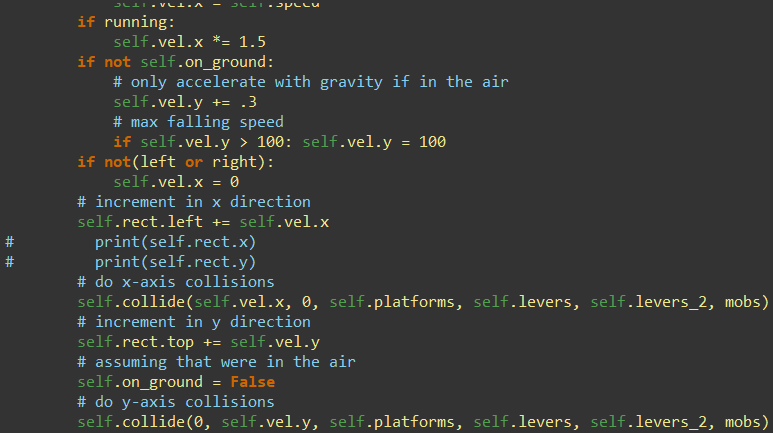 self.vel.x = self.speed
if running:
self.vel.x *= 1.5
if not self.on_ground:
# only accelerate with gravity if in the air
self.vel.y += .3
# max falling speed
if self.vel.y > 100: self.vel.y = 100
if not(left or right):
self.vel.x = 0
# increment in x direction
self.rect.left += self.vel.x
# print(self.rect.x)
# print(self.rect.y)
# do x-axis collisions
self.collide(self.vel.x, 0, self.platforms, self.levers, self.levers_2, mobs)
# increment in y direction
self.rect.top += self.vel.y
# assuming that were in the air
self.on_ground = False
# do y-axis collisions
self.collide(0, self.vel.y, self.platforms, self.levers, self.levers_2, mobs)